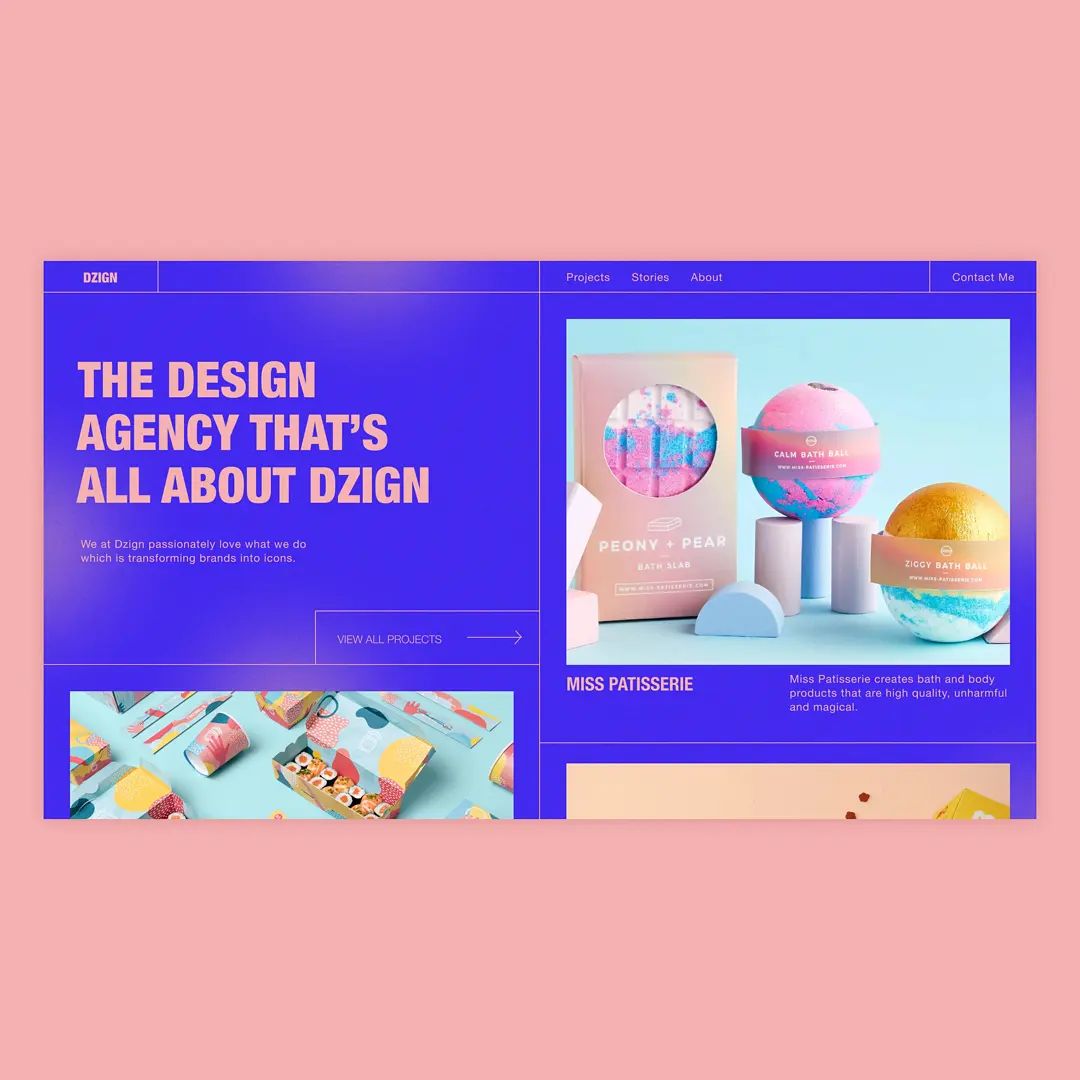 DZIGN
Projects Stories About
Contact Me
THE DESIGN
AGENCY THAT’S
ALL ABOUT DZIGN
We at Dzign passionately love what we do
which is transforming brands into icons.
VIEW ALL PROJECTS
PEONY + PEAR
BATH SLAB
WWW.MISS-PATISSERIE.COM
CALM BATH BALL
WWW.MISS-PATISSERIE.COM
ZIGGY BATH BALL
WWW.MISS-PATISSERIE.COM
MISS PATISSERIE
Miss Patisserie creates bath and body
products that are high quality, unharmful
and magical.